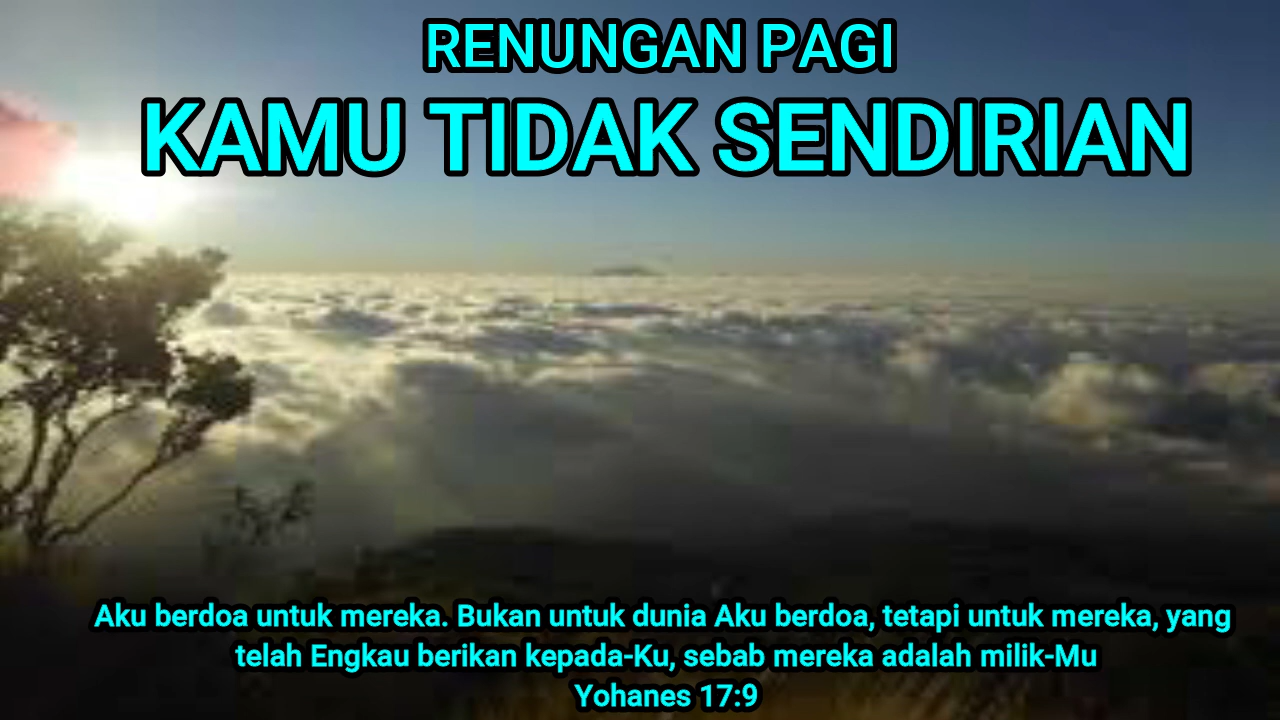 RENUNGAN PAGI
KAMU TIDAK SENDIRIAN
Aku berdoa untuk mereka. Bukan untuk dunia Aku berdoa, tetapi untuk mereka, yang
telah Engkau berikan kepada-Ku, sebab mereka adalah milik-Mu
Yohanes 17:9